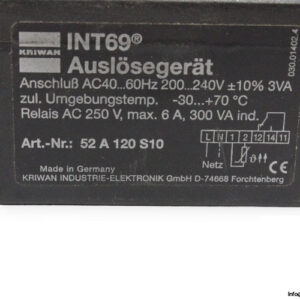 KRIWAN
INT69®
Auslösegerät
Anschluß AC40...60Hz 200...240V ±10% 3VA
zul. Umgebungstemp. -30...+70 °C
Relais AC 250 V, max. 6 A, 300 VA ind.
Art.-Nr.: 52 A 120 S10
L N 1 2 12 14 11
Netz
ϑ
Made in Germany
CE
KRIWAN INDUSTRIE-ELEKTRONIK GmbH D-74668 Forchtenberg
030.01402.4